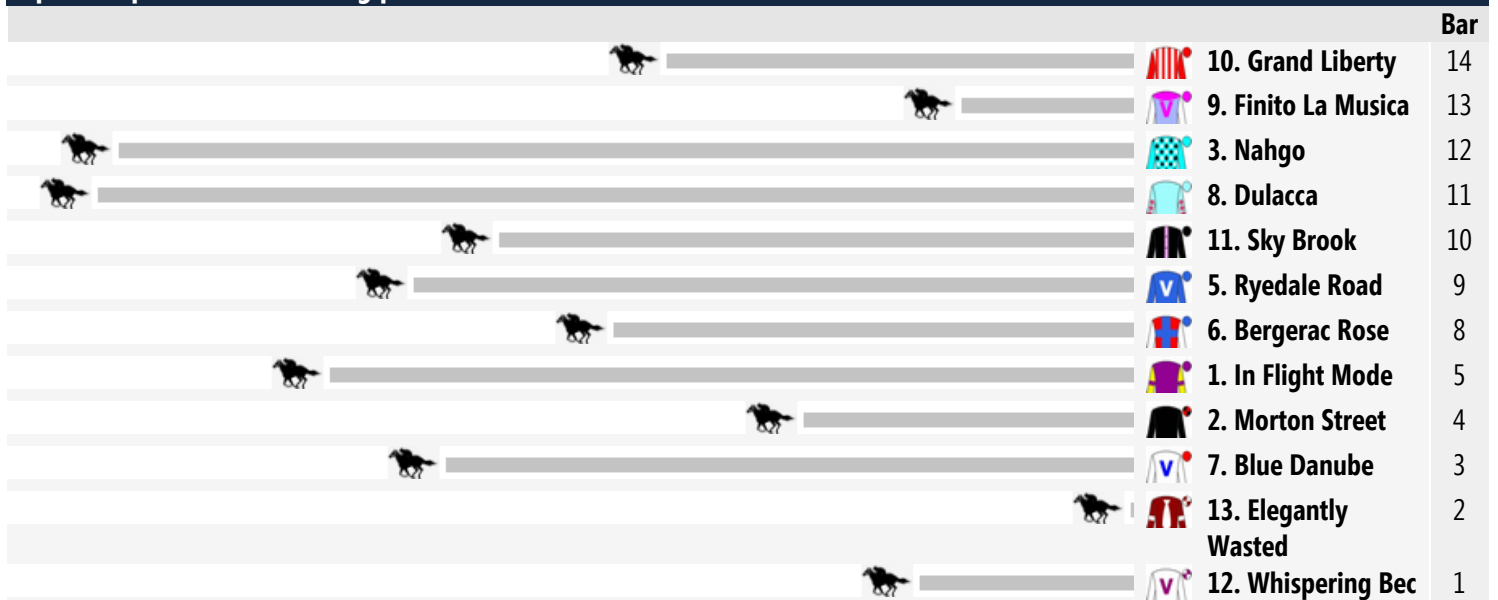 Bar
10. Grand Liberty 14
9. Finito La Musica 13
3. Nahgo 12
8. Dulacca 11
11. Sky Brook 10
5. Ryedale Road 9
6. Bergerac Rose 8
1. In Flight Mode 5
2. Morton Street 4
V 7. Blue Danube 3
13. Elegantly 2
Wasted
V 12. Whispering Bec 1